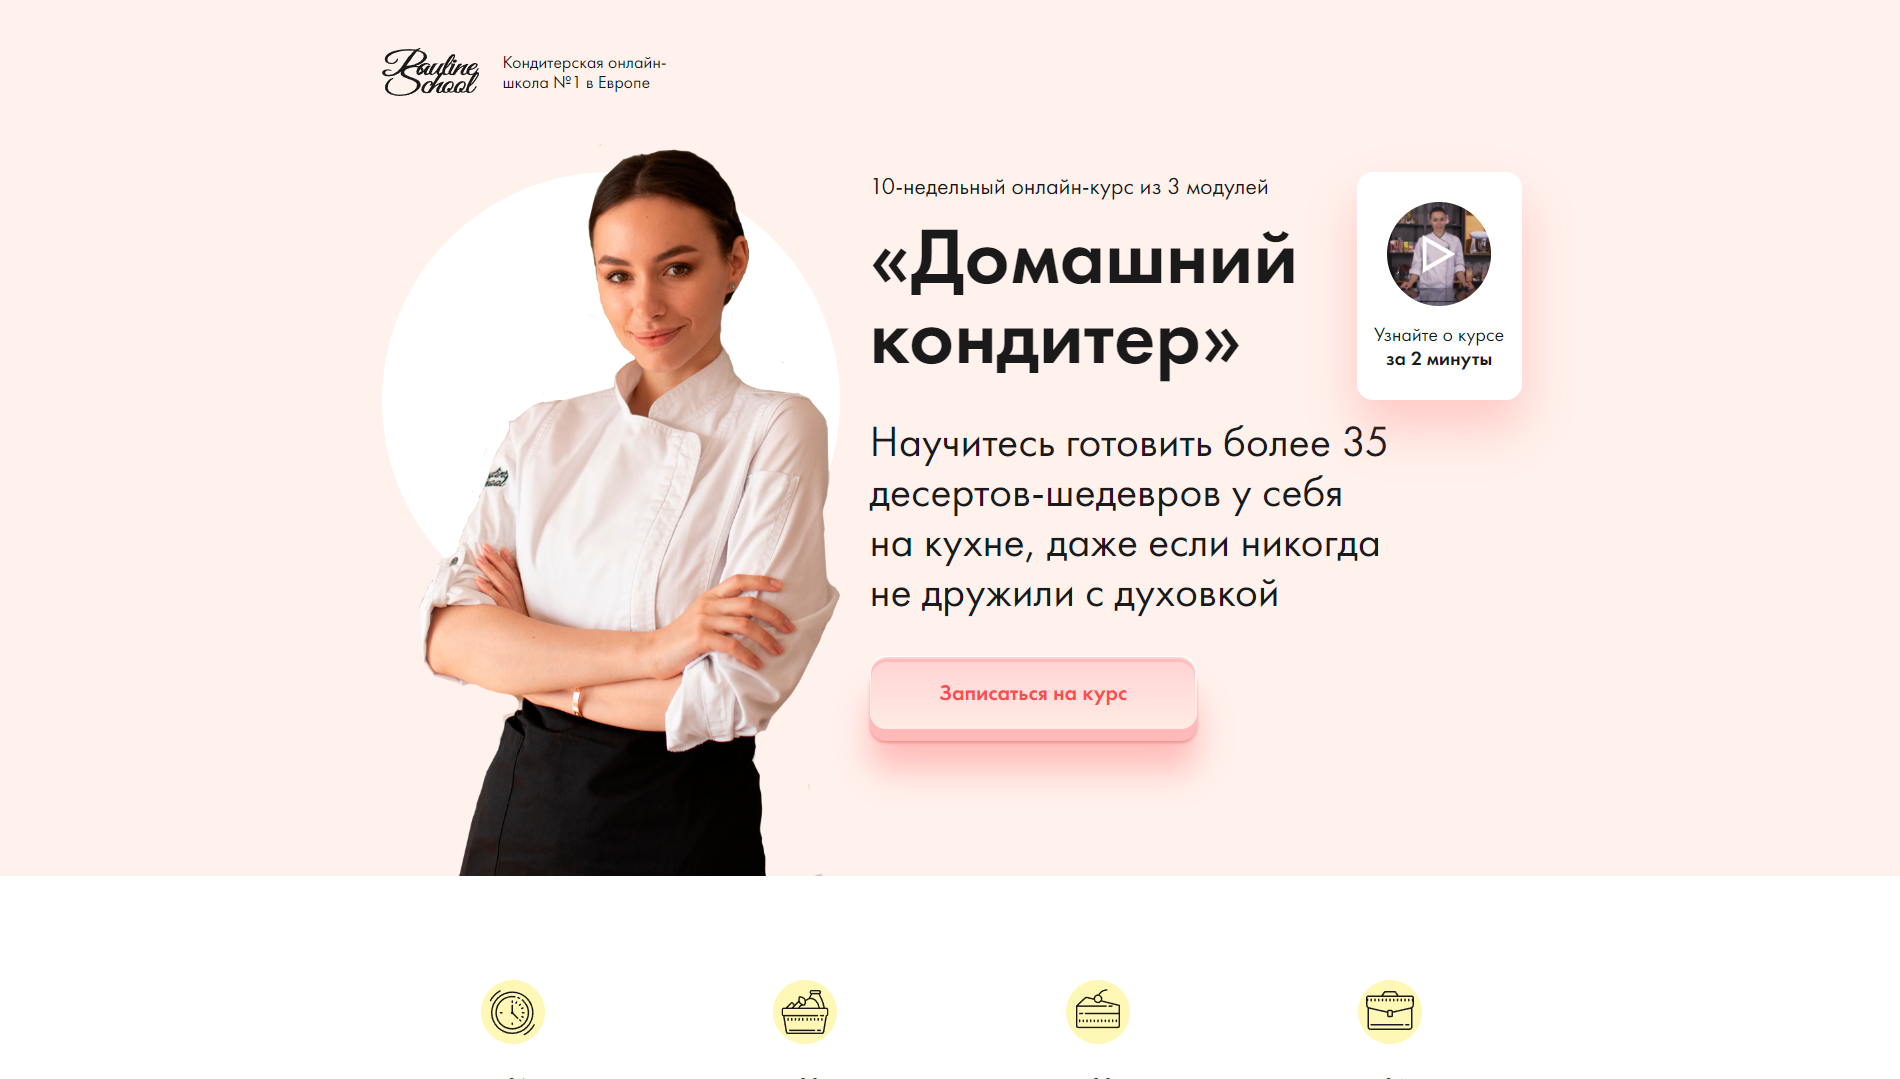 Pauline
School
Кондитерская онлайн-
школа №1 в Европе
10-недельный онлайн-курс из 3 модулей
«Домашний
кондитер»
Узнайте о курсе
за 2 минуты
Научитесь готовить более 35
десертов-шедевров у себя
на кухне, даже если никогда
не дружили с духовкой
Записаться на курс